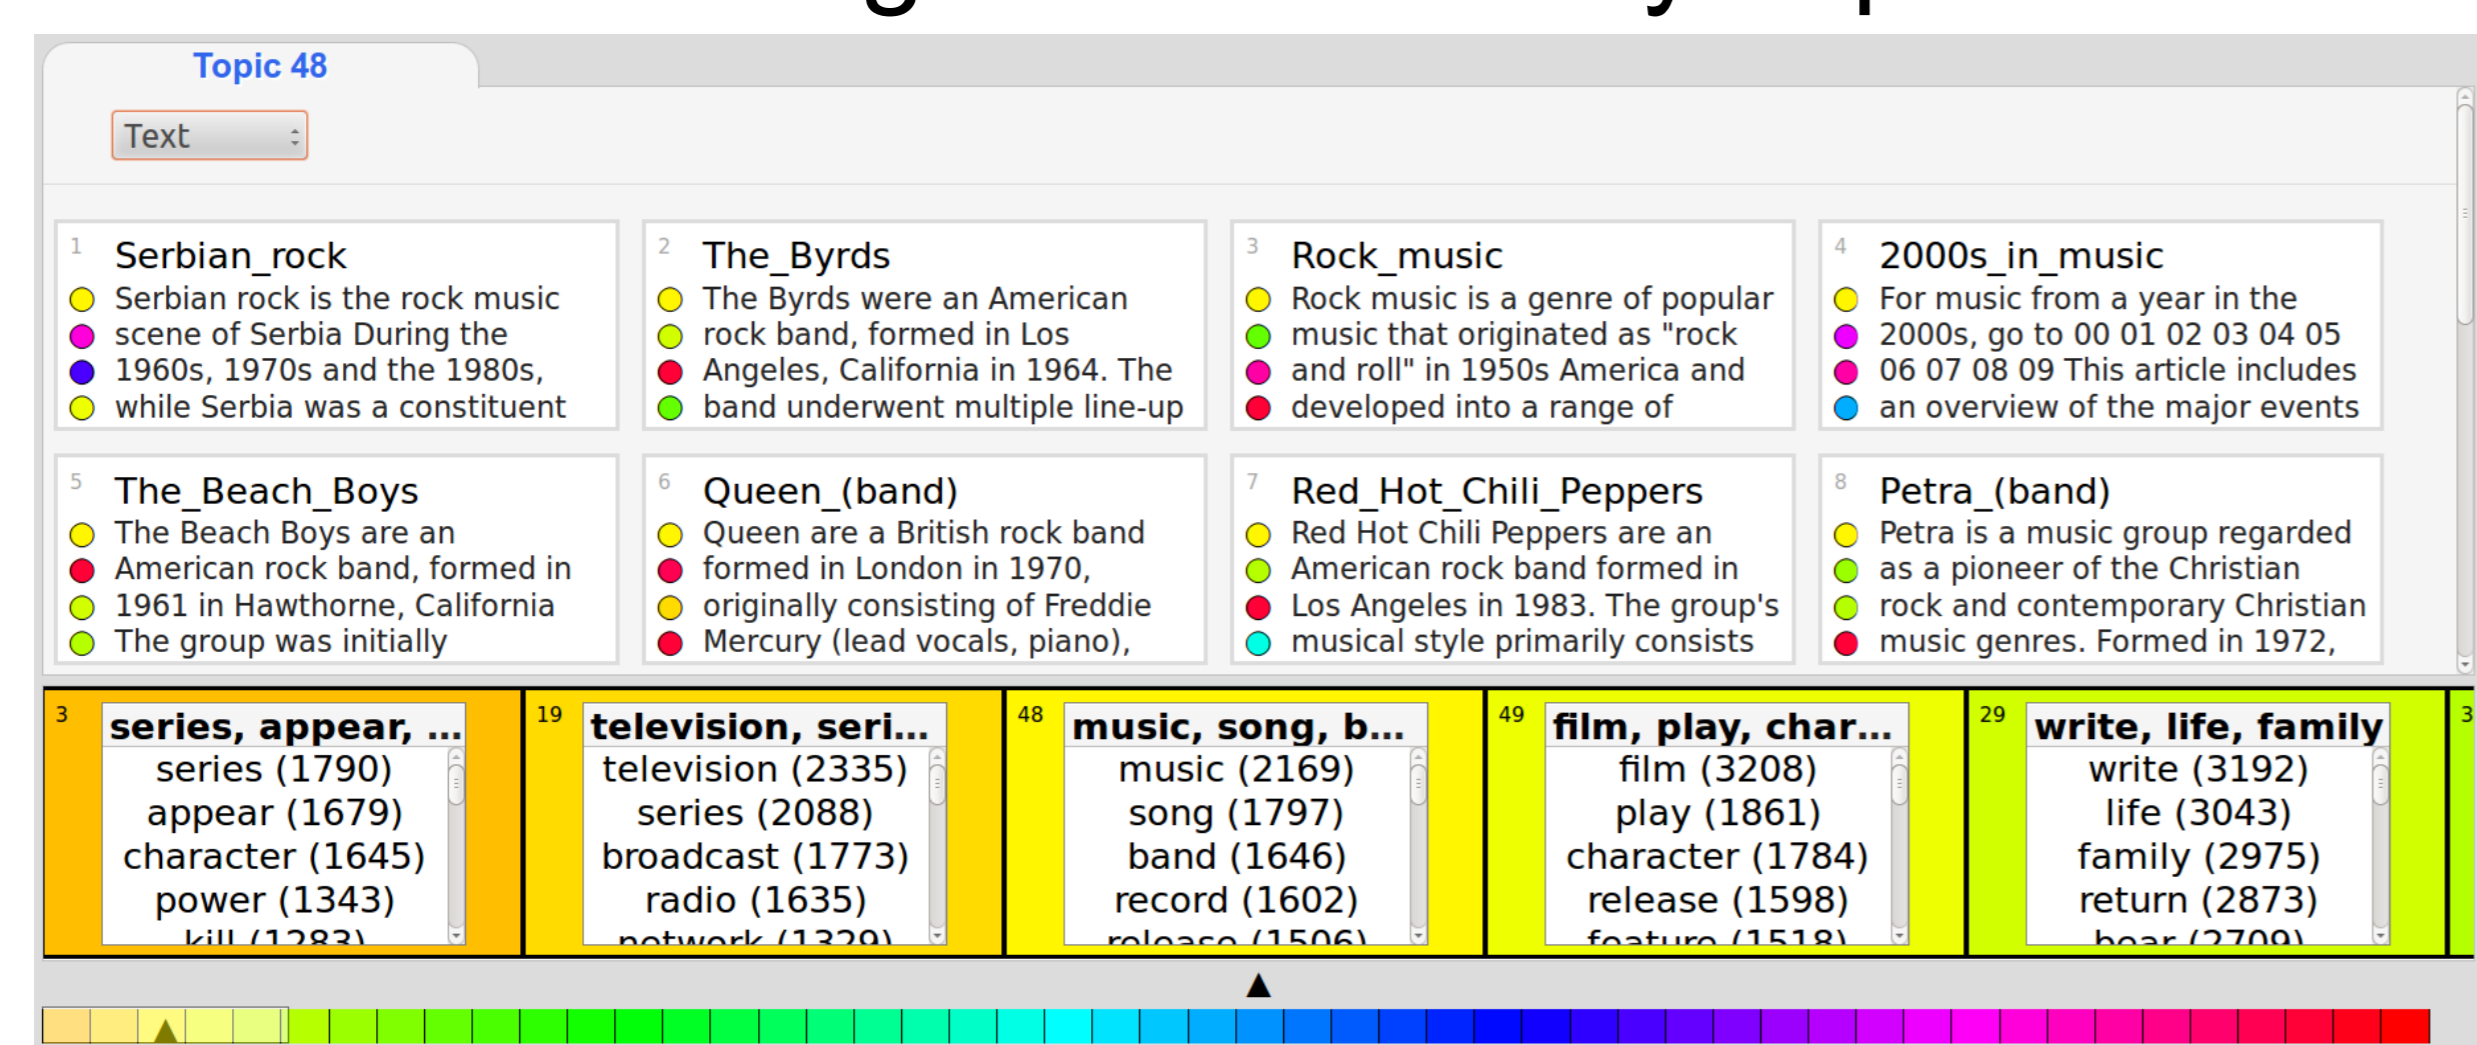 Topic 48
Text
1 Serbian_rock
Serbian rock is the rock music
scene of Serbia During the
1960s, 1970s and the 1980s,
while Serbia was a constituent
2 The_Byrds
The Byrds were an American
rock band, formed in Los
Angeles, California in 1964. The
band underwent multiple line-up
3 Rock_music
Rock music is a genre of popular
music that originated as "rock
and roll" in 1950s America and
developed into a range of
4 2000s_in_music
For music from a year in the
2000s, go to 00 01 02 03 04 05
06 07 08 09 This article includes
an overview of the major events
5 The_Beach_Boys
The Beach Boys are an
American rock band, formed in
1961 in Hawthorne, California
The group was initially
6 Queen_(band)
Queen are a British rock band
formed in London in 1970,
originally consisting of Freddie
Mercury (lead vocals, piano),
7 Red_Hot_Chili_Peppers
Red Hot Chili Peppers are an
American rock band formed in
Los Angeles in 1983. The group's
musical style primarily consists
8 Petra_(band)
Petra is a music group regarded
as a pioneer of the Christian
rock and contemporary Christian
music genres. Formed in 1972,
3 series, appear, ...
series (1790)
appear (1679)
character (1645)
power (1343)
kill (1283)
19 television, seri...
television (2335)
series (2088)
broadcast (1773)
radio (1635)
network (1329)
48 music, song, b...
music (2169)
song (1797)
band (1646)
record (1602)
release (1506)
49 film, play, char...
film (3208)
play (1861)
character (1784)
release (1598)
feature (1518)
29 write, life, family
write (3192)
life (3043)
family (2975)
return (2873)
bear (2709)
3